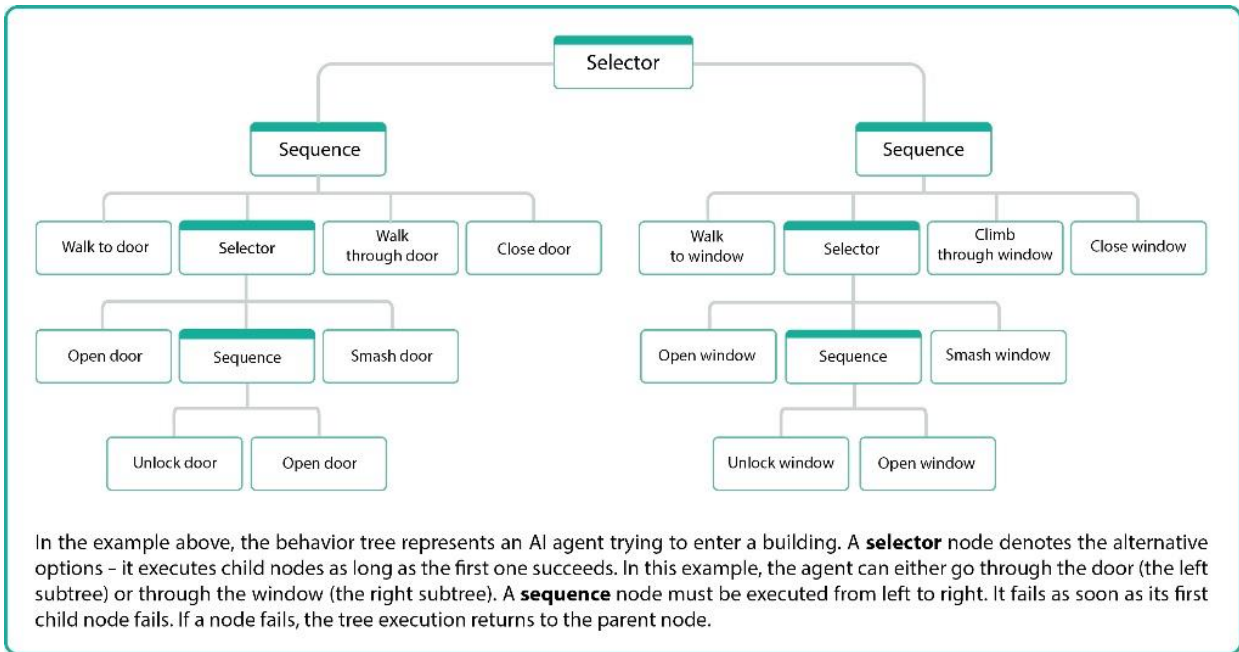 Selector
Sequence
Sequence
Walk to door
Selector
Walk
through door
Close door
Walk
to window
Selector
Climb
through window
Close window
Open door
Sequence
Smash door
Open window
Sequence
Smash window
Unlock door
Open door
Unlock window
Open window
In the example above, the behavior tree represents an AI agent trying to enter a building. A selector node denotes the alternative
options – it executes child nodes as long as the first one succeeds. In this example, the agent can either go through the door (the left
subtree) or through the window (the right subtree). A sequence node must be executed from left to right. It fails as soon as its first
child node fails. If a node fails, the tree execution returns to the parent node.